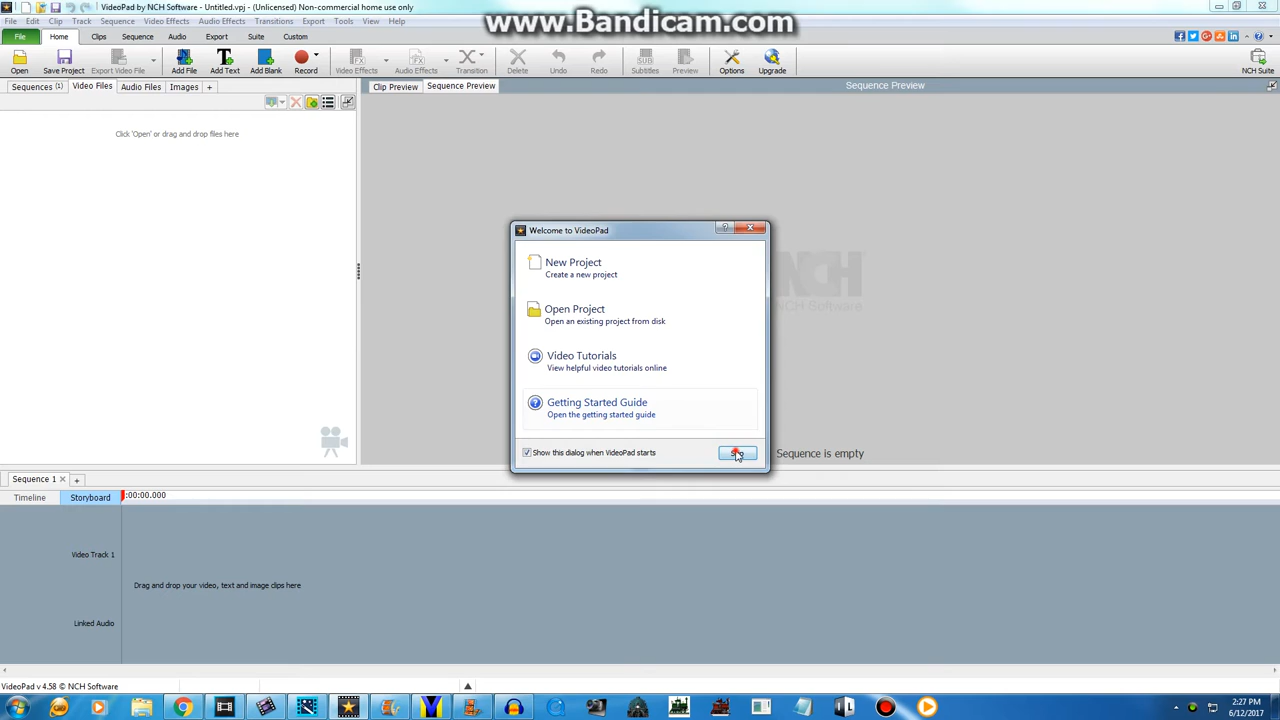 VideoPad by NCH Software - Untitled.vpj - (Unlicensed) Non-commercial home use only
www.Bandicam.com
File Edit Clip Track Sequence Video Effects Audio Effects Transitions Export Tools View Help
File Home Clips Sequence Audio Export Suite Custom
Open Save Project Export Video File Add File Add Text Add Blank Record Video Effects Audio Effects Transition Delete Undo Redo Subtitles Preview Options Upgrade NCH Suite
Sequences (1) Video Files Audio Files Images +
Clip Preview Sequence Preview Sequence Preview
Click 'Open' or drag and drop files here
Welcome to VideoPad
New Project
Create a new project
Open Project
Open an existing project from disk
Video Tutorials
View helpful video tutorials online
Getting Started Guide
Open the getting started guide
Show this dialog when VideoPad starts
NCH
NCH Software
Sequence is empty
Sequence 1
Timeline Storyboard :00:00.000
Video Track 1
Drag and drop your video, text and image clips here
Linked Audio
VideoPad v 4.58 © NCH Software
2:27 PM
6/12/2017